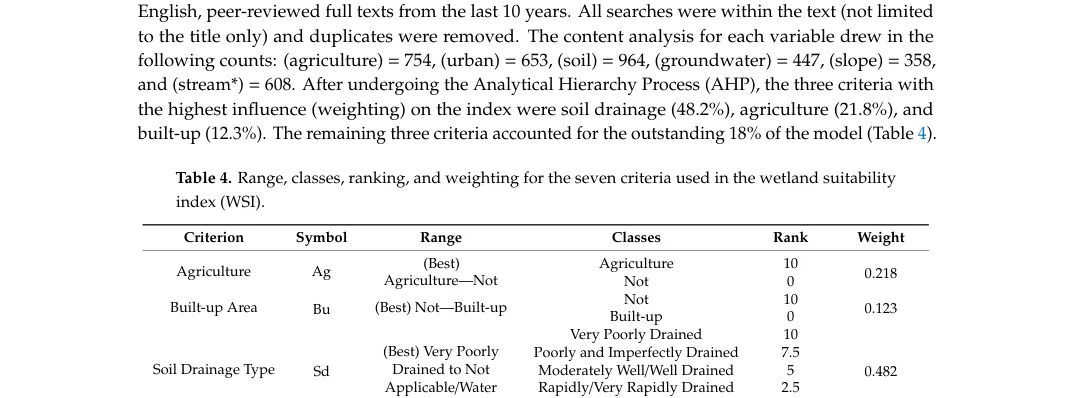 English, peer-reviewed full texts from the last 10 years. All searches were within the text (not limited
to the title only) and duplicates were removed. The content analysis for each variable drew in the
following counts: (agriculture) = 754, (urban) = 653, (soil) = 964, (groundwater) = 447, (slope) = 358,
and (stream*) = 608. After undergoing the Analytical Hierarchy Process (AHP), the three criteria with
the highest influence (weighting) on the index were soil drainage (48.2%), agriculture (21.8%), and
built-up (12.3%). The remaining three criteria accounted for the outstanding 18% of the model (Table 4).
Table 4. Range, classes, ranking, and weighting for the seven criteria used in the wetland suitability
index (WSI).
Criterion Symbol Range Classes Rank Weight
Agriculture Ag (Best) Agriculture—Not Agriculture 10 0.218
Not 0
Built-up Area Bu (Best) Not—Built-up Not 10 0.123
Built-up 0
Soil Drainage Type Sd (Best) Very Poorly Drained to Not Applicable/Water Very Poorly Drained 10 0.482
Poorly and Imperfectly Drained 7.5
Moderately Well/Well Drained 5
Rapidly/Very Rapidly Drained 2.5